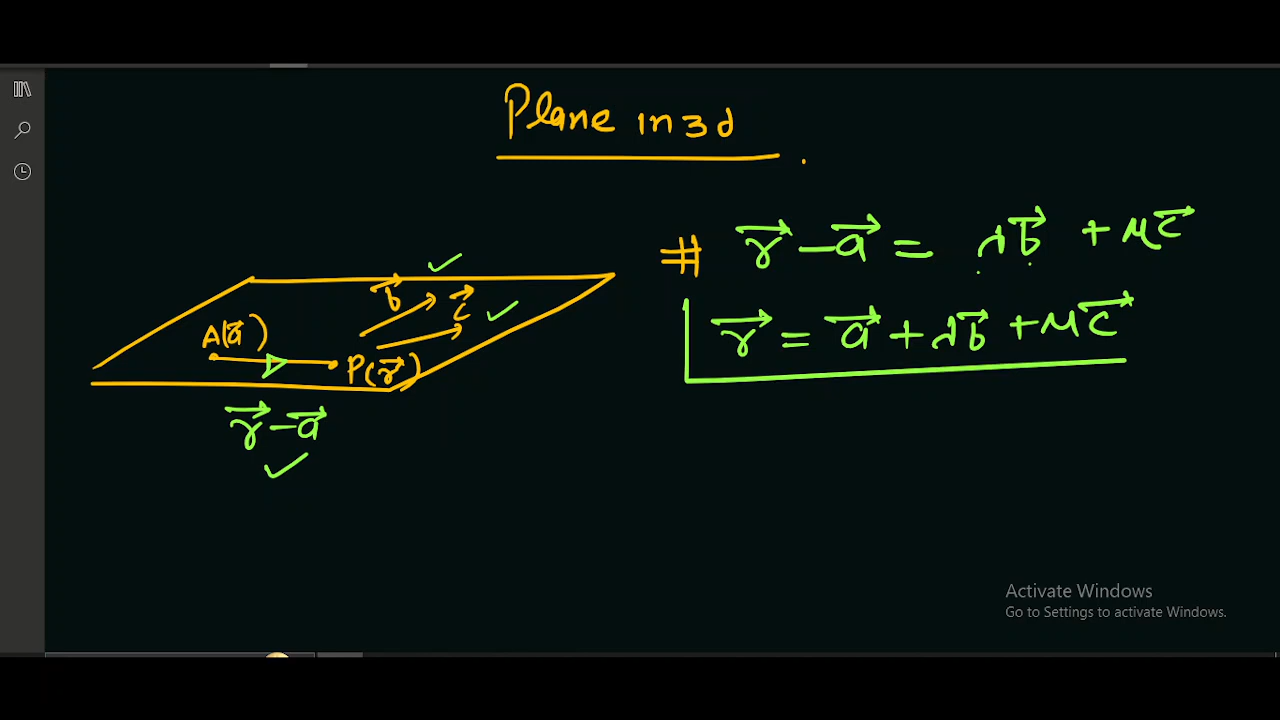 Plane in 3d
# r⃗ - a⃗ = λb⃗ + μc⃗
r⃗ = a⃗ + λb⃗ + μc⃗
b⃗
c⃗
A(a⃗)
P(r⃗)
r⃗ - a⃗
Activate Windows
Go to Settings to activate Windows.